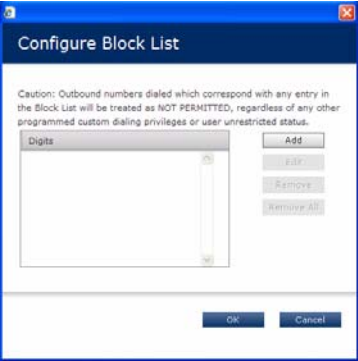 Configure Block List
Caution: Outbound numbers dialed which correspond with any entry in
the Block List will be treated as NOT PERMITTED, regardless of any other
programmed custom dialing privileges or user unrestricted status.
Digits
Add
Edit
Remove
Remove All
OK
Cancel